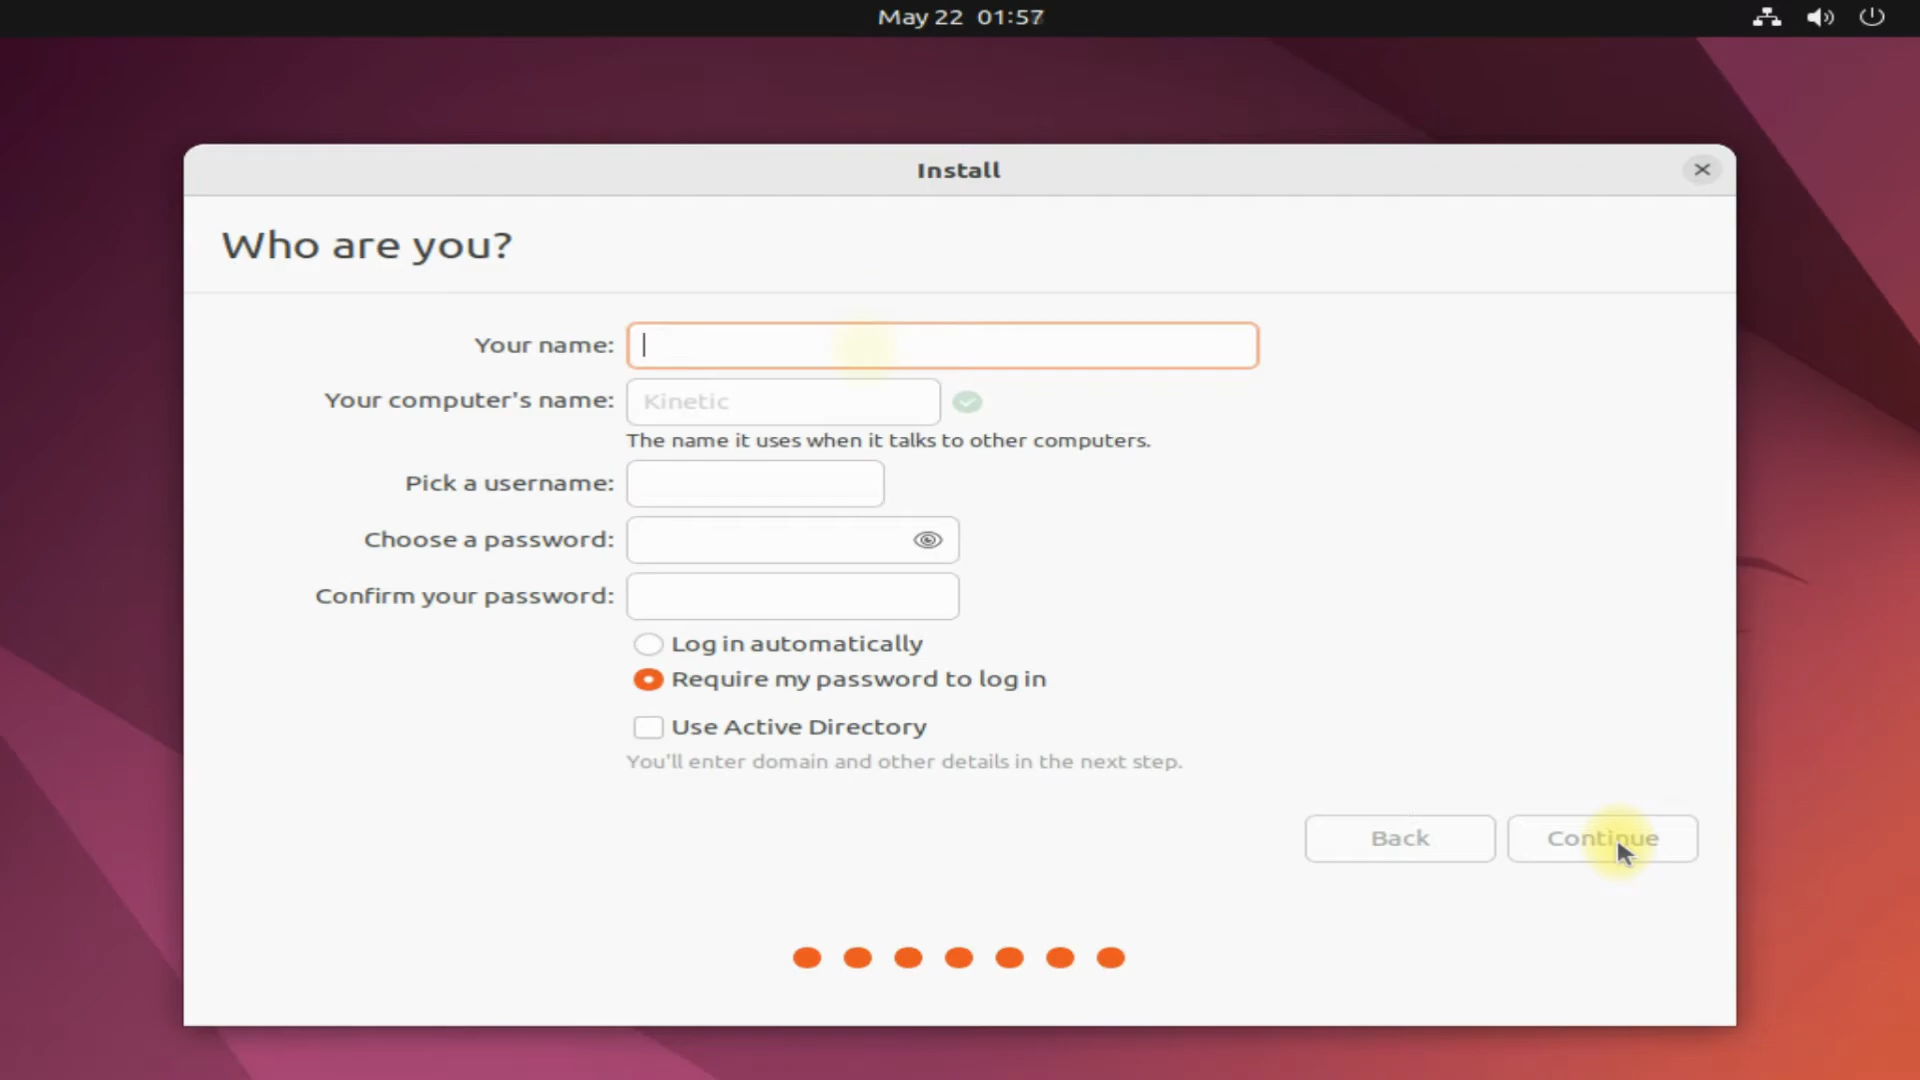 May 22 01:57
Install
Who are you?
Your name:
Your computer's name: Kinetic
The name it uses when it talks to other computers.
Pick a username:
Choose a password:
Confirm your password:
Log in automatically
Require my password to log in
Use Active Directory
You'll enter domain and other details in the next step.
Back Continue